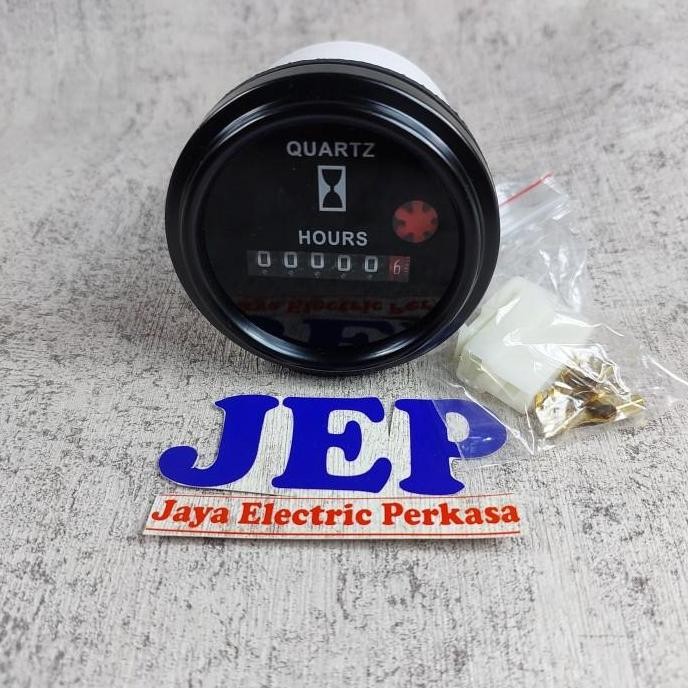 QUARTZ
HOURS
000006
JEP
Jaya Electric Perkasa